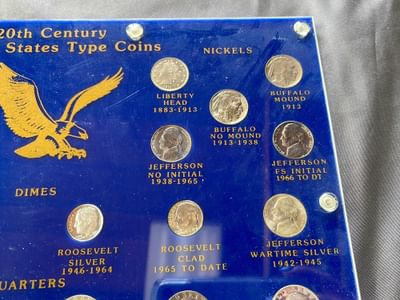 20th Century
States Type Coins
NICKELS
LIBERTY
HEAD
1883-1913
BUFFALO
MOUND
1913
BUFFALO
NO MOUND
1913-1938
JEFFERSON
NO INITIAL
1938-1965
JEFFERSON
FS INITIAL
1966 TO DT.
DIMES
ROOSEVELT
SILVER
1946-1964
ROOSEVELT
CLAD
1965 TO DATE
JEFFERSON
WARTIME SILVER
1942-1945
QUARTERS